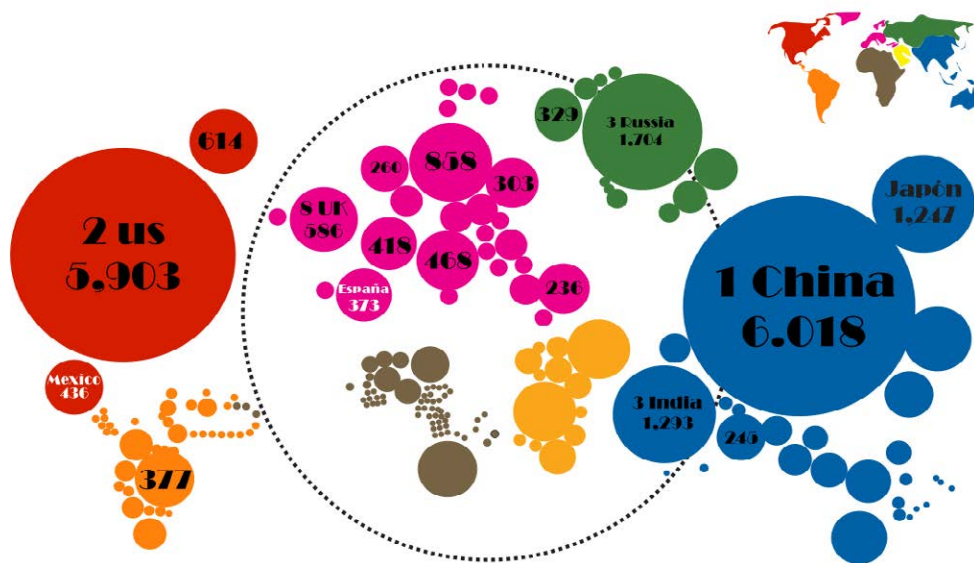 614
2 us
5,903
Mexico
436
377
260
858
303
8 UK
586
418
468
España
373
236
329
3 Russia
1,704
Japón
1,247
1 China
6.018
3 India
1,293
245